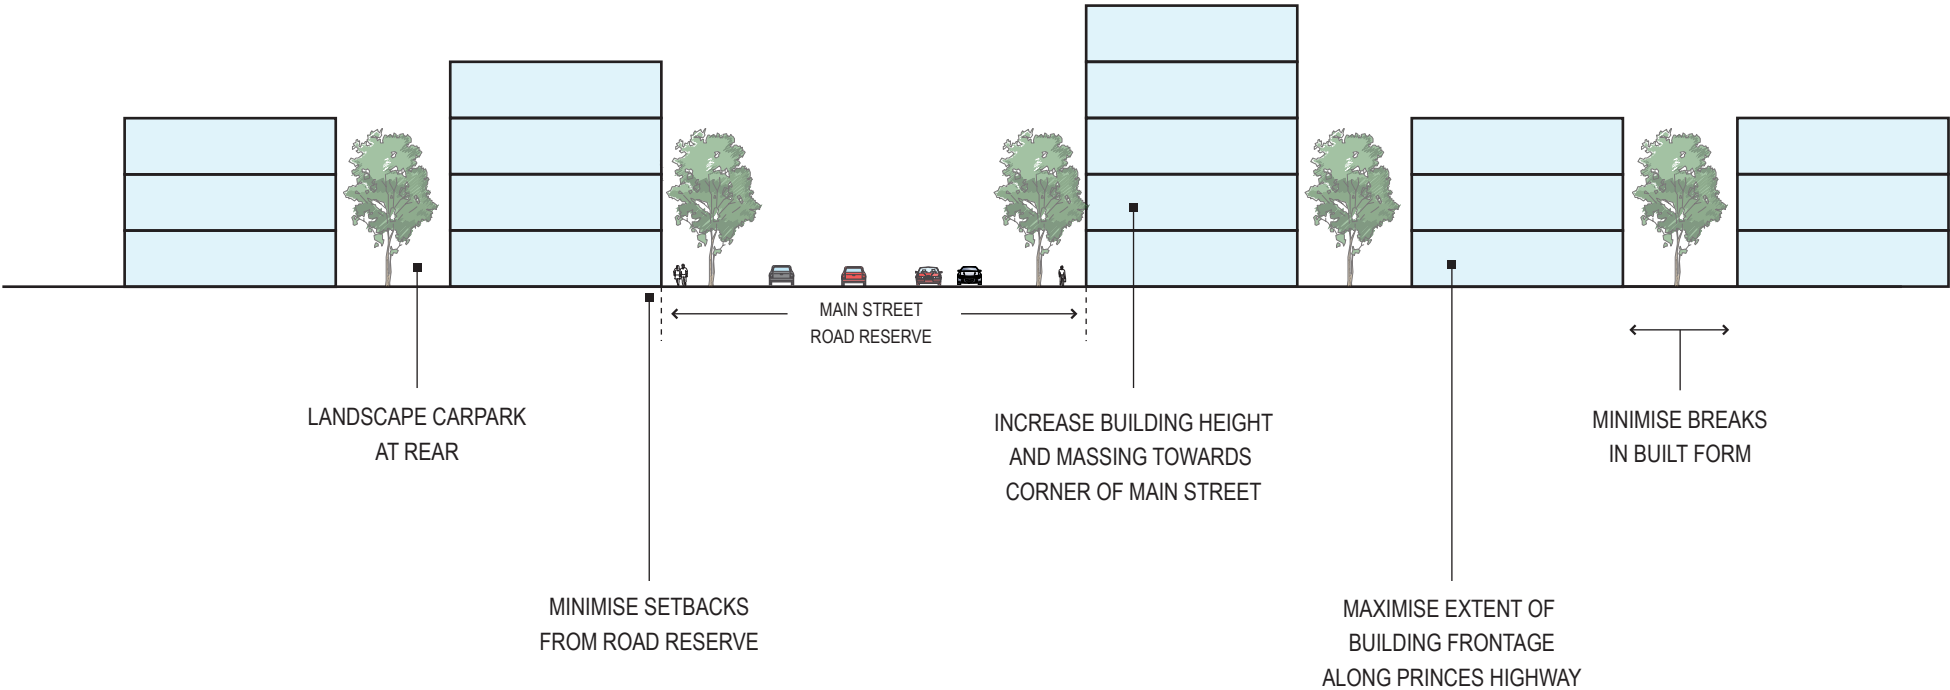 MAIN STREET
ROAD RESERVE
LANDSCAPE CARPARK
AT REAR
INCREASE BUILDING HEIGHT
AND MASSING TOWARDS
CORNER OF MAIN STREET
MINIMISE BREAKS
IN BUILT FORM
MINIMISE SETBACKS
FROM ROAD RESERVE
MAXIMISE EXTENT OF
BUILDING FRONTAGE
ALONG PRINCES HIGHWAY